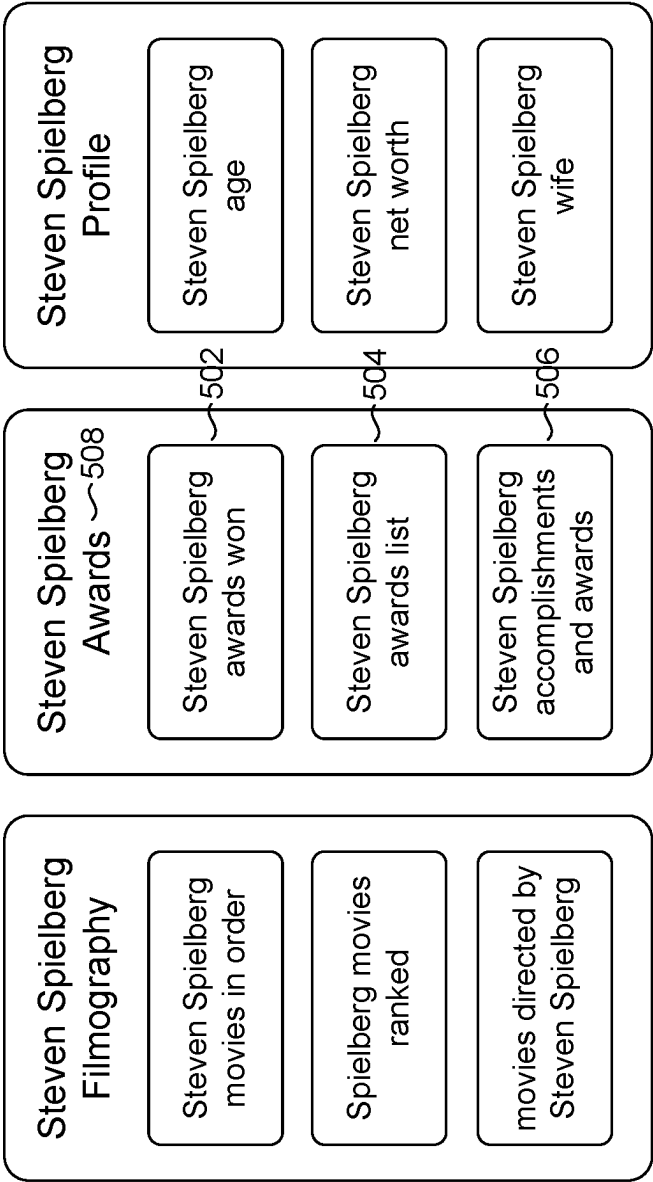 Steven Spielberg
Filmography
Steven Spielberg
movies in order
Spielberg movies
ranked
movies directed by
Steven Spielberg
Steven Spielberg
Awards 508
Steven Spielberg
awards won
502
Steven Spielberg
awards list
504
Steven Spielberg
accomplishments
and awards
506
Steven Spielberg
Profile
Steven Spielberg
age
Steven Spielberg
net worth
Steven Spielberg
wife